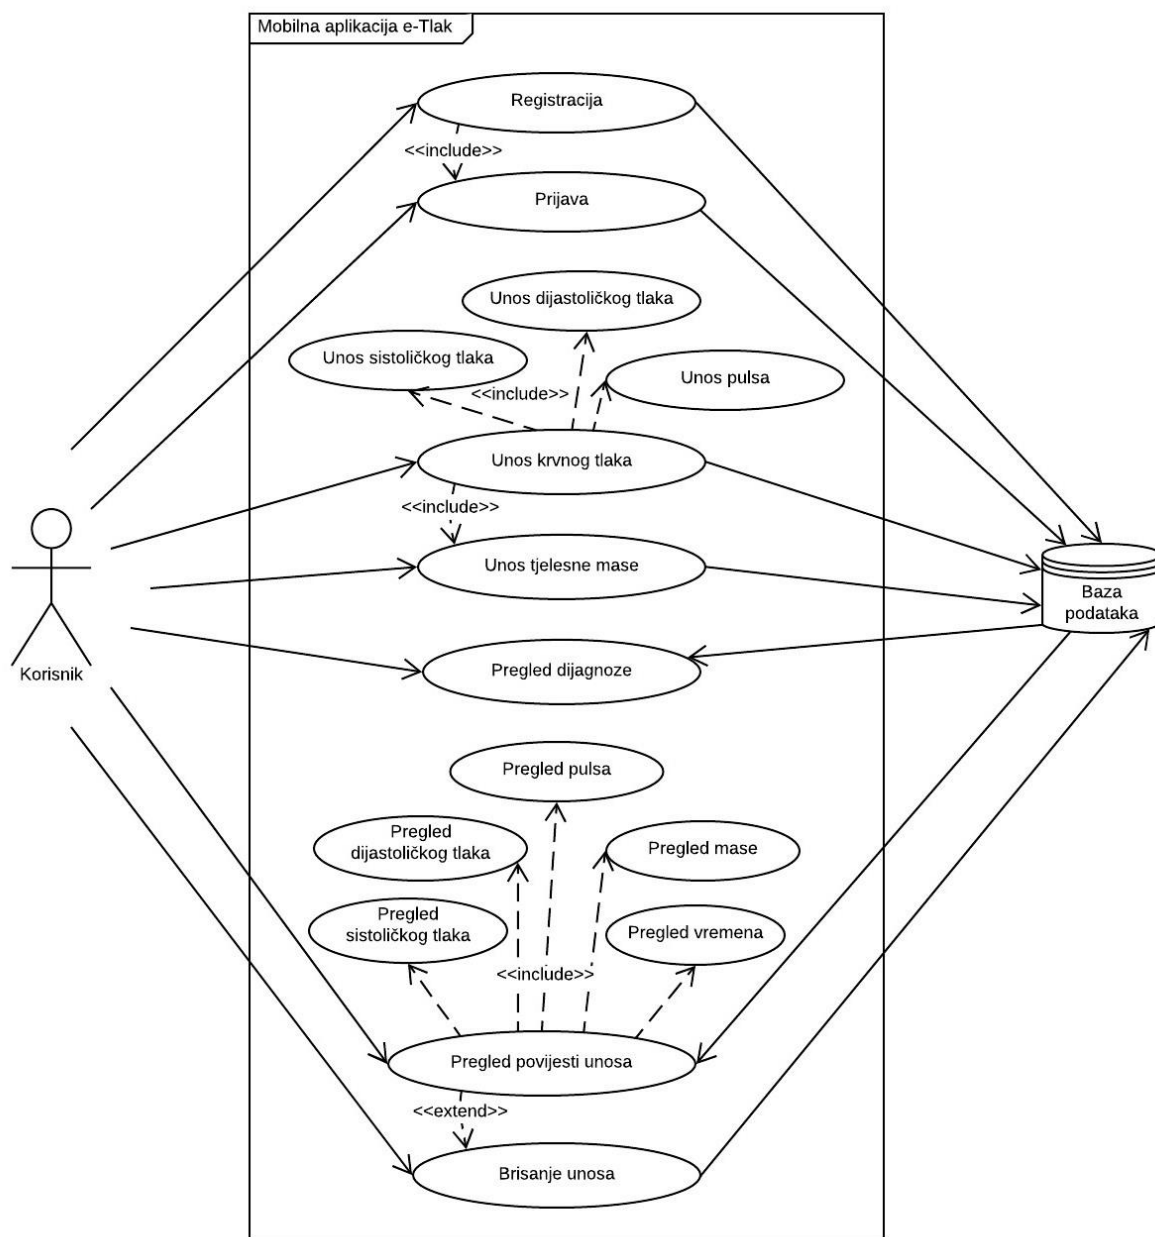 Mobilna aplikacija e-Tlak
Registracija
<<include>>
Prijava
Unos dijastoličkog tlaka
Unos sistoličkog tlaka
Unos pulsa
<<include>>
Unos krvnog tlaka
<<include>>
Unos tjelesne mase
Baza
podataka
Korisnik
Pregled dijagnoze
Pregled pulsa
Pregled
dijastoličkog tlaka
Pregled mase
Pregled
sistoličkog tlaka
Pregled vremena
<<include>>
Pregled povijesti unosa
<<extend>>
Brisanje unosa